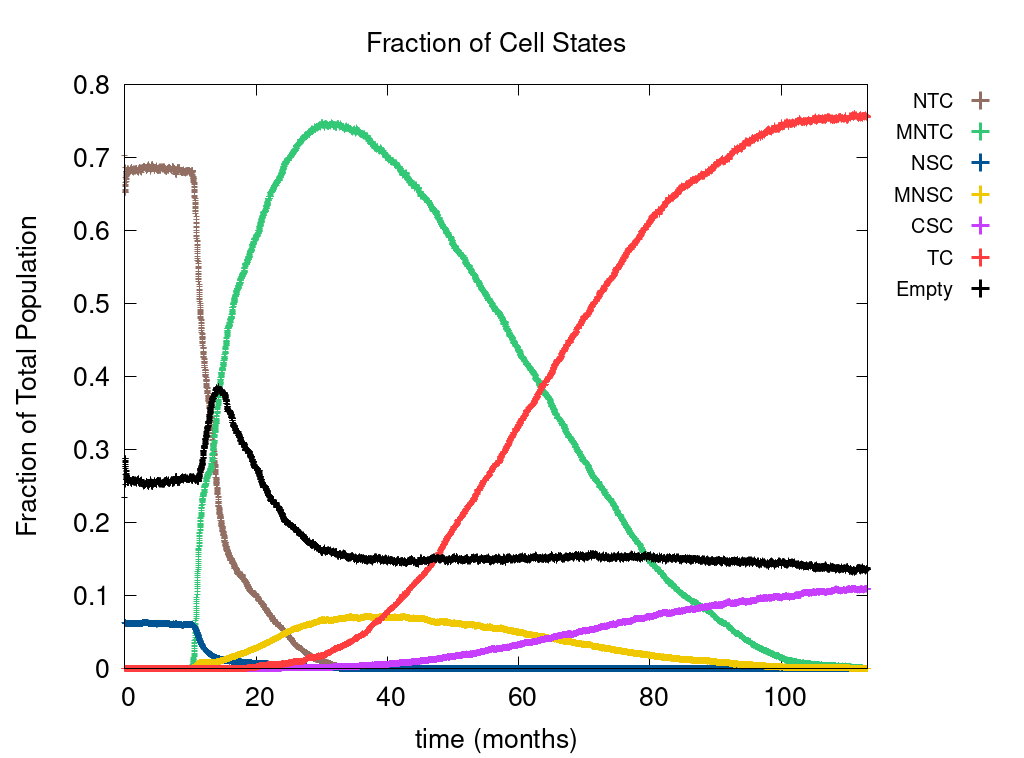 Fraction of Cell States
Fraction of Total Population
0.8
0.7
0.6
0.5
0.4
0.3
0.2
0.1
0
0 20 40 60 80 100
time (months)
NTC
MNTC
NSC
MNSC
CSC
TC
Empty